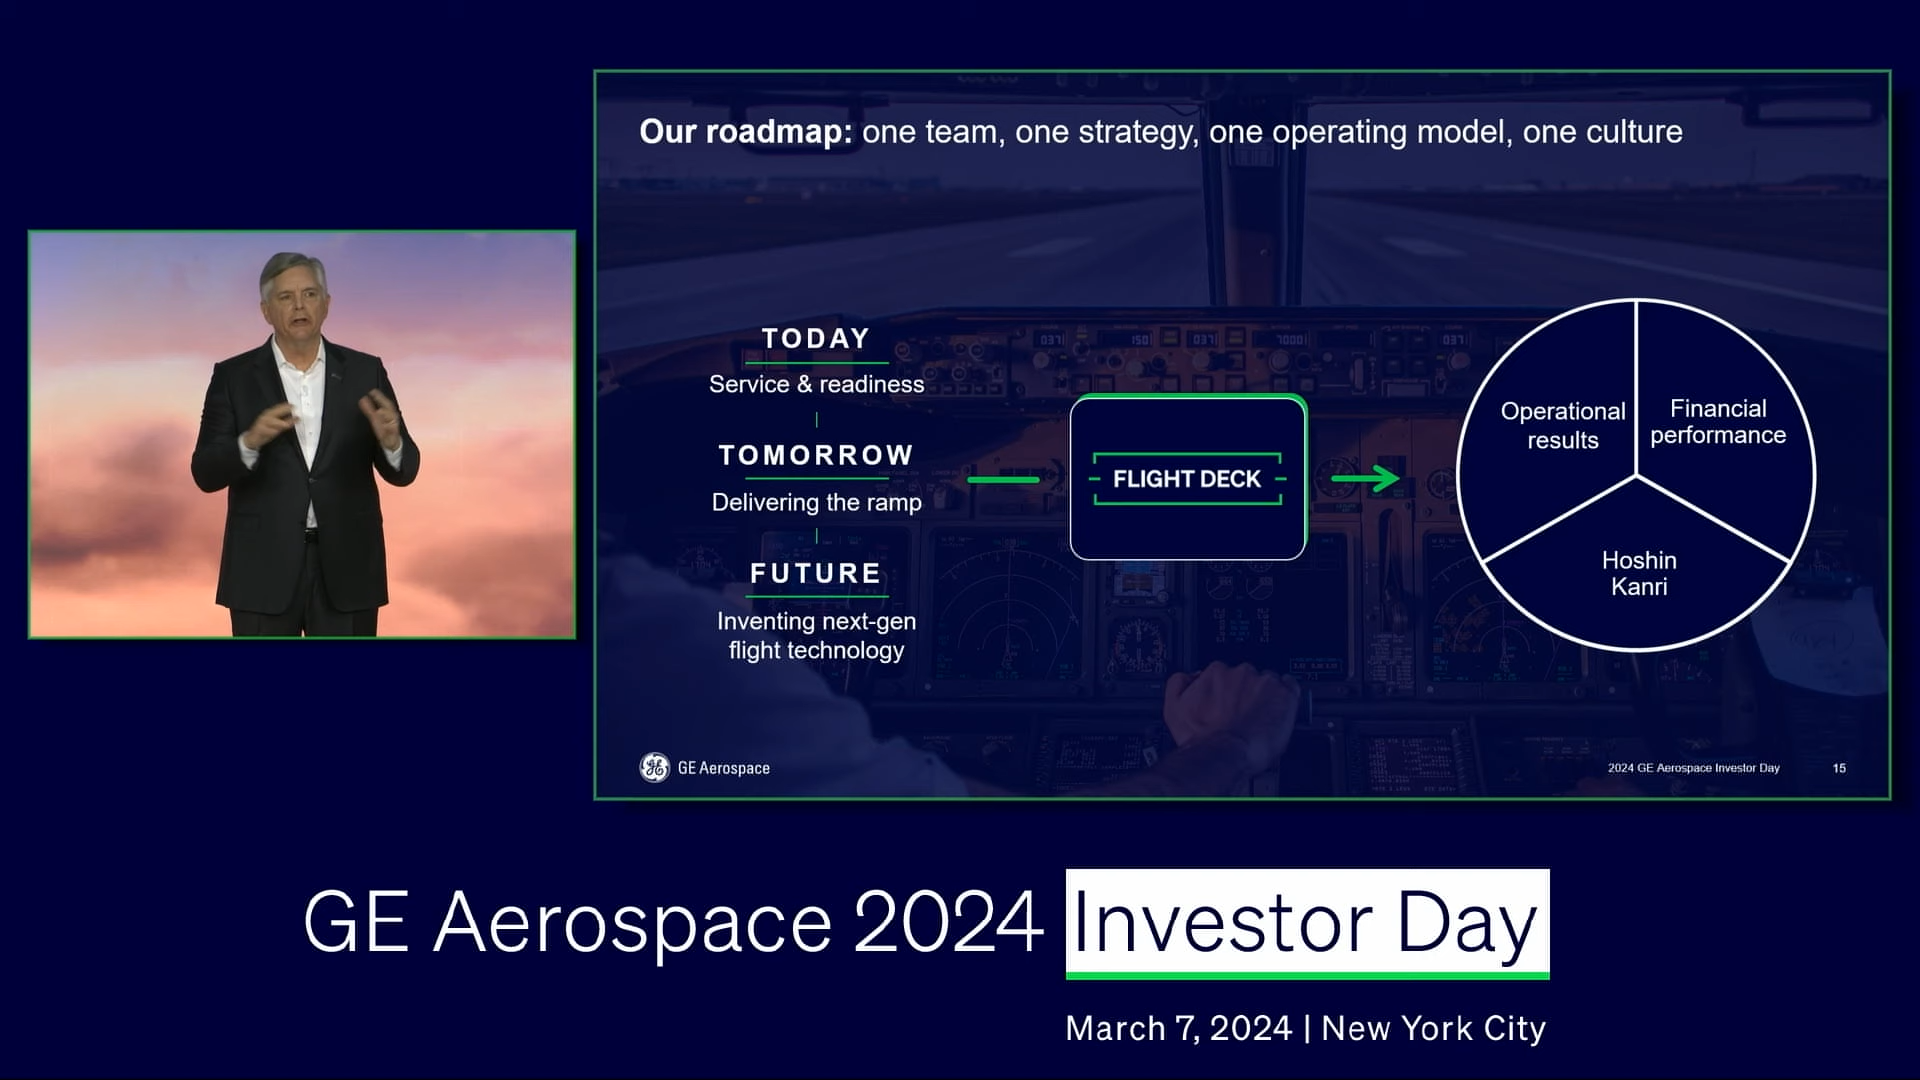 Our roadmap: one team, one strategy, one operating model, one culture
TODAY
Service & readiness
TOMORROW
Delivering the ramp
FUTURE
Inventing next-gen
flight technology
FLIGHT DECK
Operational
results
Financial
performance
Hoshin
Kanri
GE Aerospace
2024 GE Aerospace Investor Day
15
GE Aerospace 2024 Investor Day
March 7, 2024 | New York City